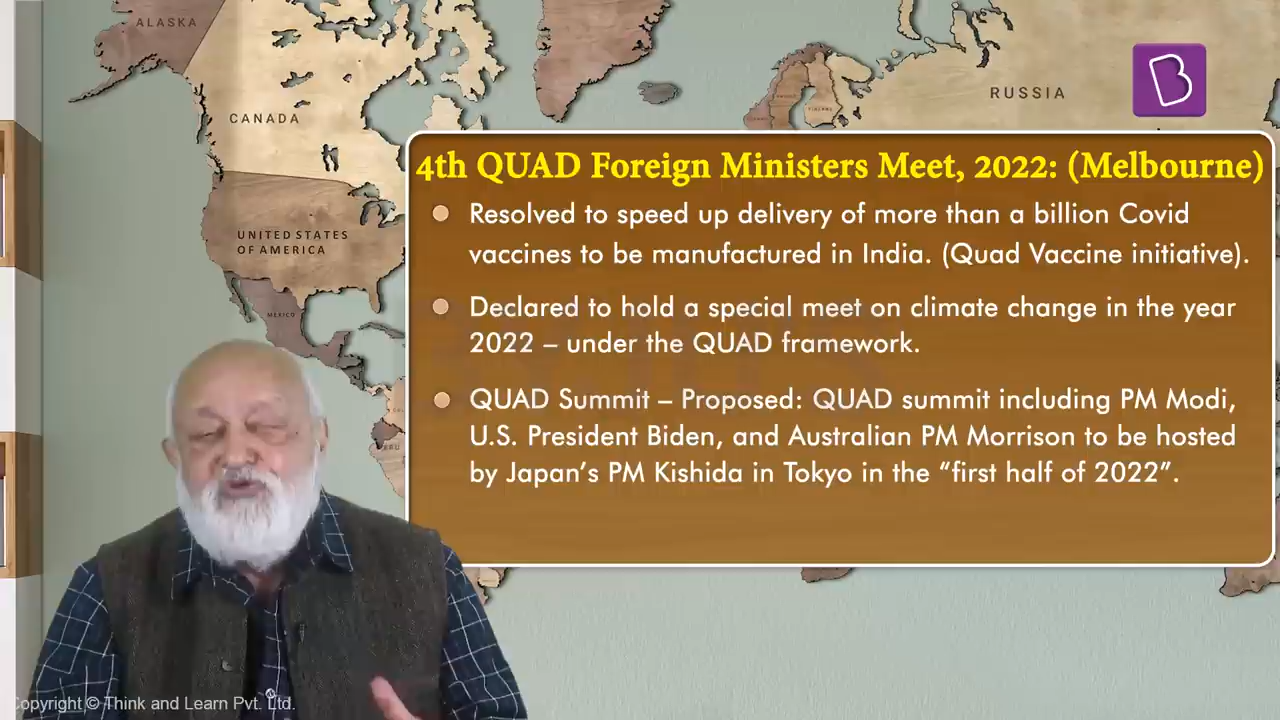 ALASKA
CANADA
RUSSIA
UNITED STATES
OF AMERICA
MEXICO
4th QUAD Foreign Ministers Meet, 2022: (Melbourne)
Resolved to speed up delivery of more than a billion Covid
vaccines to be manufactured in India. (Quad Vaccine initiative).
Declared to hold a special meet on climate change in the year
2022 – under the QUAD framework.
QUAD Summit – Proposed: QUAD summit including PM Modi,
U.S. President Biden, and Australian PM Morrison to be hosted
by Japan's PM Kishida in Tokyo in the “first half of 2022”.
Copyright © Think and Learn Pvt. Ltd.